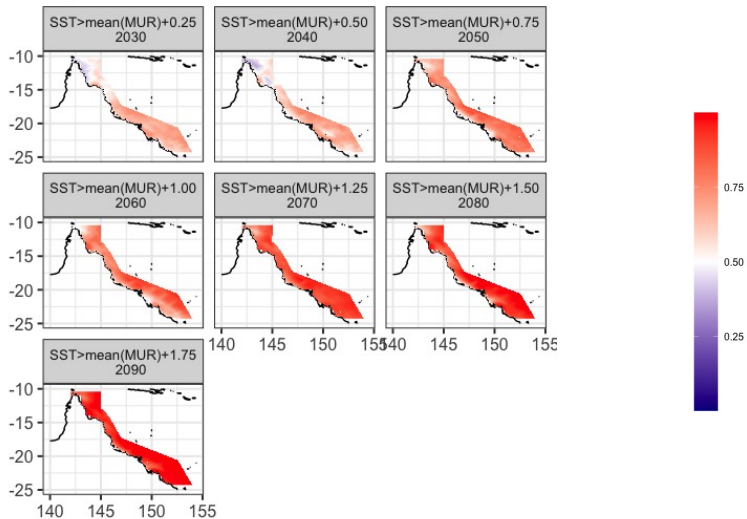 SST>mean(MUR)+0.25 SST>mean(MUR)+0.50 SST>mean(MUR)+0.75
2030 2040 2050
-10
-15
-20
-25
SST>mean(MUR)+1.00 SST>mean(MUR)+1.25 SST>mean(MUR)+1.50
2060 2070 2080
-10
-15
-20
-25
140 145 150 155 140 145 150 155
SST>mean(MUR)+1.75
2090
-10
-15
-20
-25
140 145 150 155
0.75
0.50
0.25